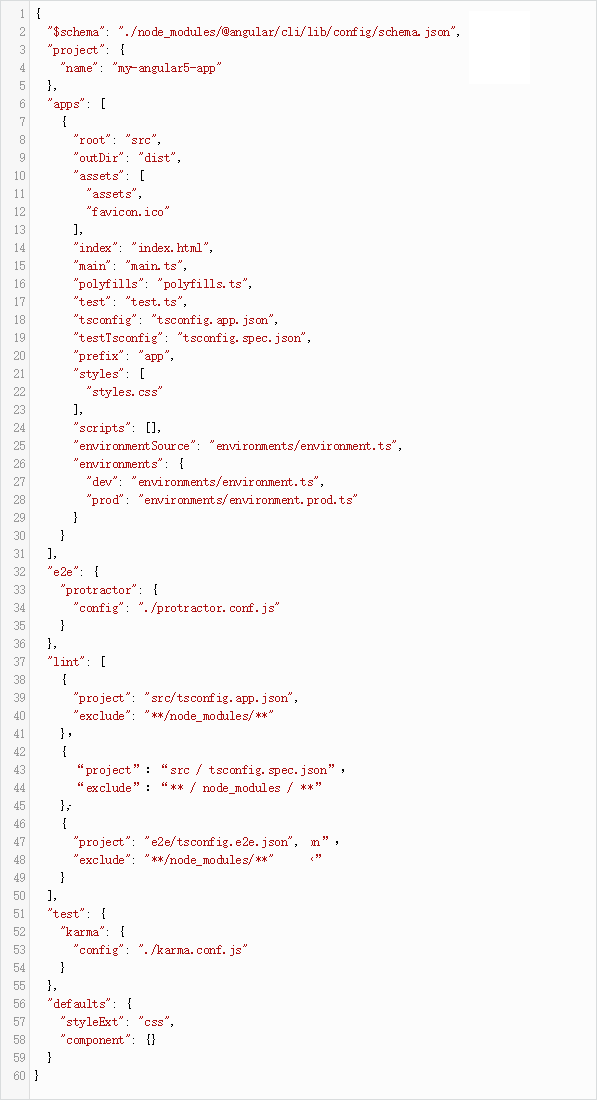 1 {
2 "$schema": "./node_modules/@angular/cli/lib/config/schema.json",
3 "project": {
4 "name": "my-angular5-app"
5 },
6 "apps": [
7 {
8 "root": "src",
9 "outDir": "dist",
10 "assets": [
11 "assets",
12 "favicon.ico"
13 ],
14 "index": "index.html",
15 "main": "main.ts",
16 "polyfills": "polyfills.ts",
17 "test": "test.ts",
18 "tsconfig": "tsconfig.app.json",
19 "testTsconfig": "tsconfig.spec.json",
20 "prefix": "app",
21 "styles": [
22 "styles.css"
23 ],
24 "scripts": [],
25 "environmentSource": "environments/environment.ts",
26 "environments": {
27 "dev": "environments/environment.ts",
28 "prod": "environments/environment.prod.ts"
29 }
30 }
31 ],
32 "e2e": {
33 "protractor": {
34 "config": "./protractor.conf.js"
35 }
36 },
37 "lint": [
38 {
39 "project": "src/tsconfig.app.json",
40 "exclude": "**/node_modules/**"
41 },
42 {
43 “project”: “src / tsconfig.spec.json”,
44 “exclude”: “** / node_modules / **”
45 },
46 {
47 "project": "e2e/tsconfig.e2e.json", n”,
48 "exclude": "**/node_modules/**" ”
49 }
50 ],
51 "test": {
52 "karma": {
53 "config": "./karma.conf.js"
54 }
55 },
56 "defaults": {
57 "styleExt": "css",
58 "component": {}
59 }
60 }